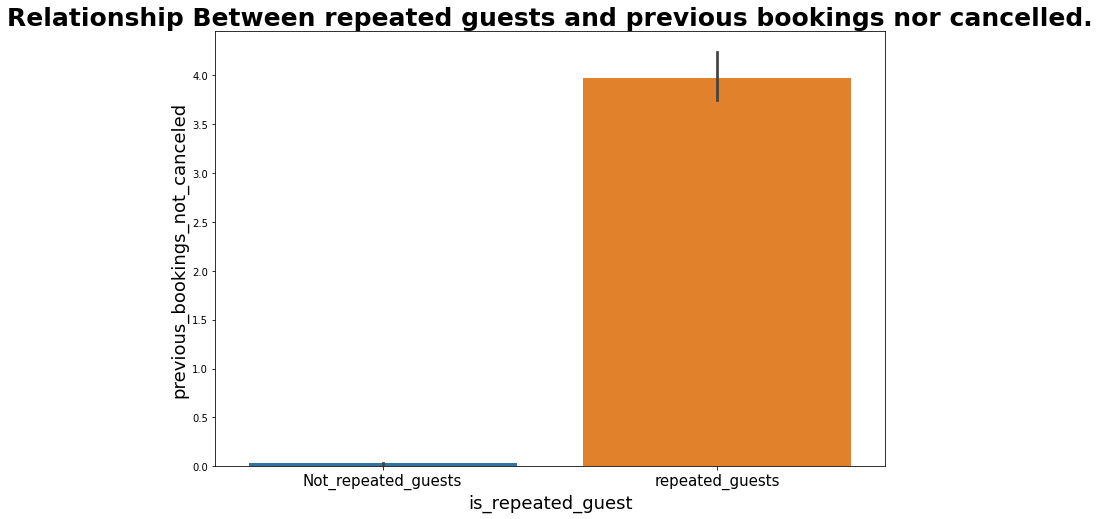 Relationship Between repeated guests and previous bookings nor cancelled.
previous_bookings_not_canceled
4.0
3.5
3.0
2.5
2.0
1.5
1.0
0.5
0.0
Not_repeated_guests
repeated_guests
is_repeated_guest